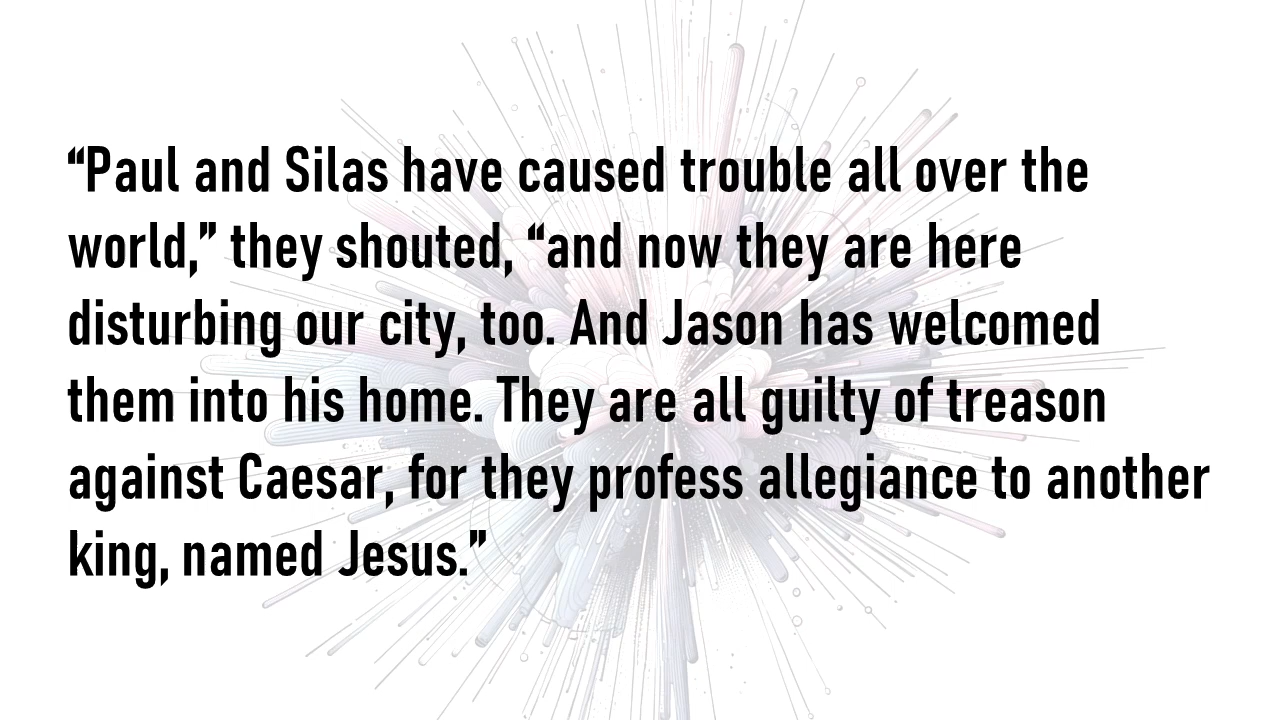 “Paul and Silas have caused trouble all over the
world,” they shouted, “and now they are here
disturbing our city, too. And Jason has welcomed
them into his home. They are all guilty of treason
against Caesar, for they profess allegiance to another
king, named Jesus.”